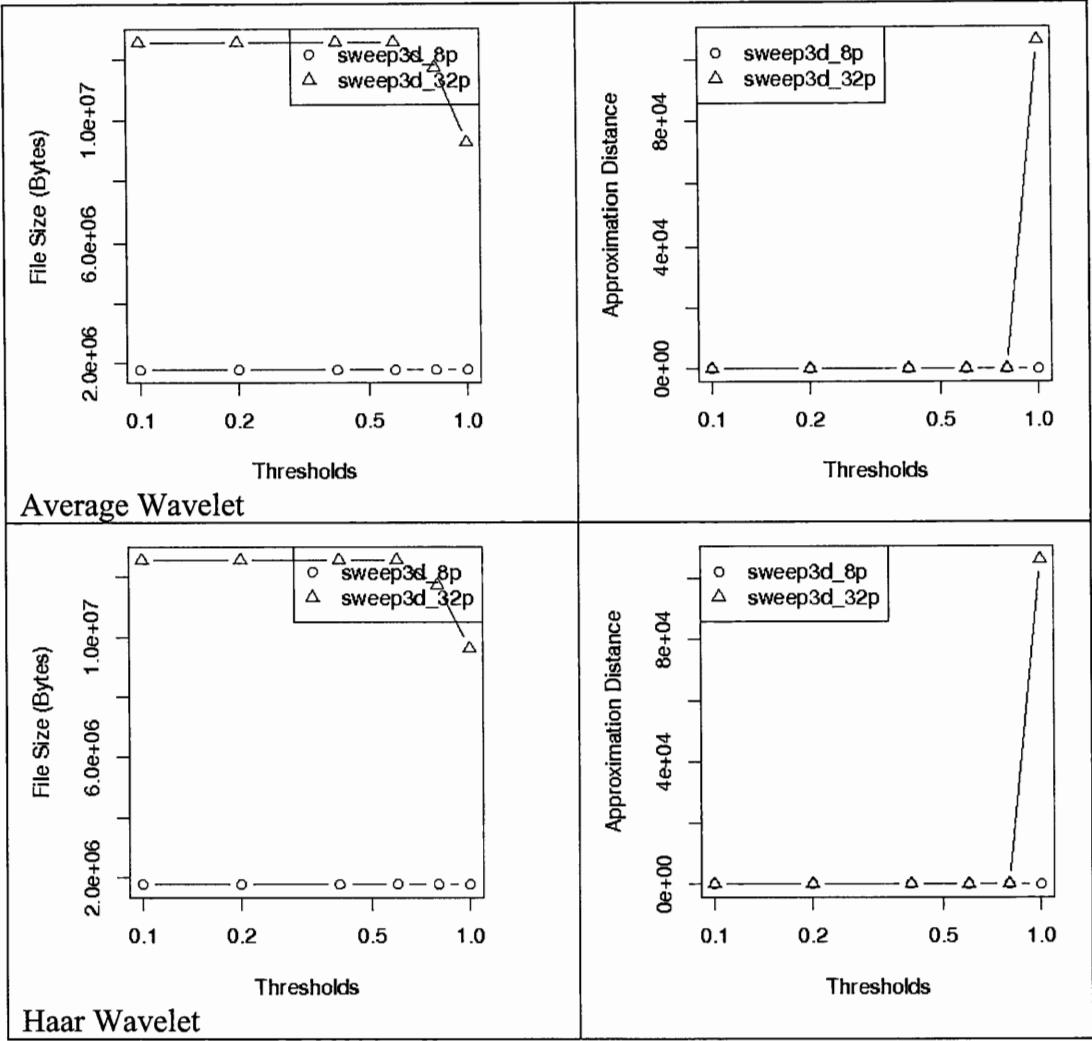 sweep3d_8p
sweep3d_32p
File Size (Bytes)
1.0e+07
6.0e+06
2.0e+06
0.1 0.2 0.5 1.0
Thresholds
Average Wavelet
sweep3d_8p
sweep3d_32p
Approximation Distance
8e+04
4e+04
0e+00
0.1 0.2 0.5 1.0
Thresholds
sweep3d_8p
sweep3d_32p
File Size (Bytes)
1.0e+07
6.0e+06
2.0e+06
0.1 0.2 0.5 1.0
Thresholds
Haar Wavelet
sweep3d_8p
sweep3d_32p
Approximation Distance
8e+04
4e+04
0e+00
0.1 0.2 0.5 1.0
Thresholds